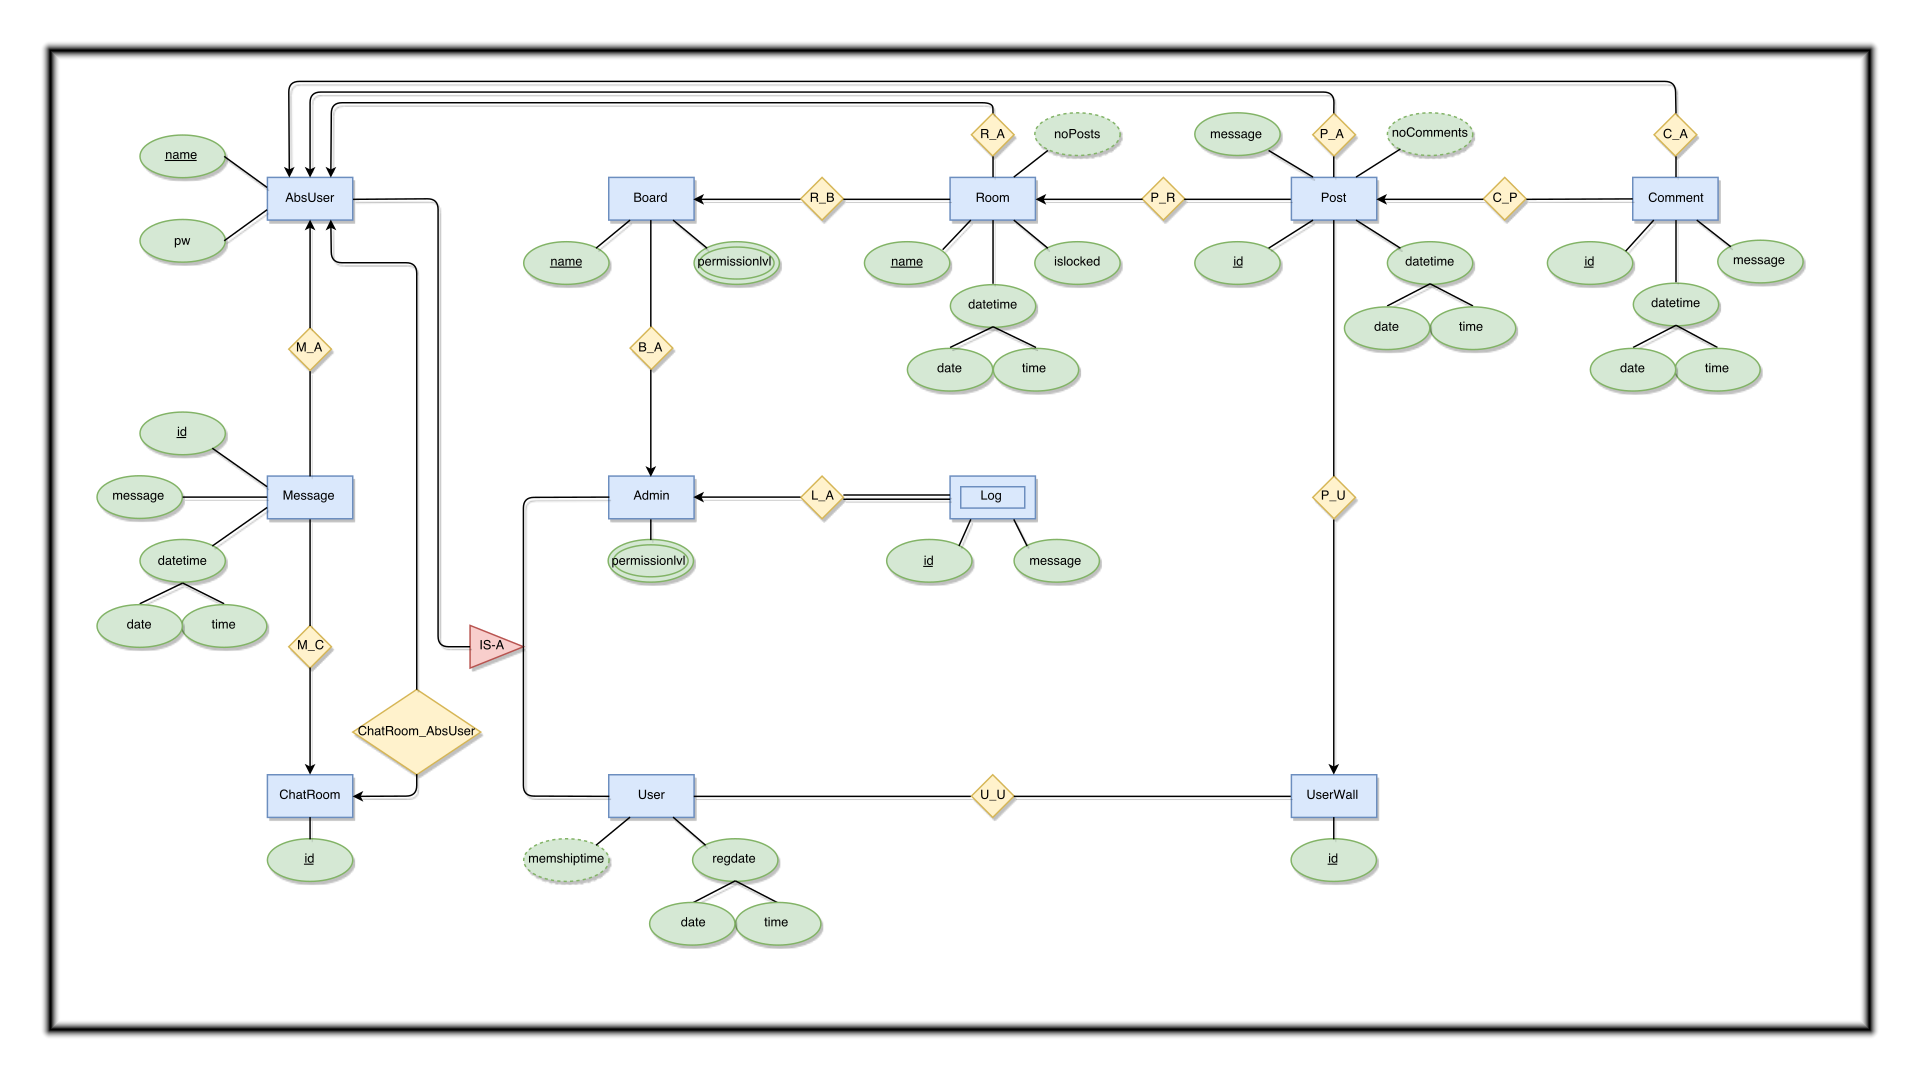 R_A
noPosts
message
P_A
noComments
C_A
name
AbsUser
Board
R_B
Room
P_R
Post
C_P
Comment
pw
name
permissionlvl
name
islocked
id
datetime
id
message
datetime
datetime
date
time
M_A
B_A
date
time
date
time
id
message
Message
Admin
L_A
Log
P_U
datetime
permissionlvl
id
message
date
time
M_C
IS-A
ChatRoom_AbsUser
ChatRoom
User
U_U
UserWall
id
memshiptime
regdate
id
date
time